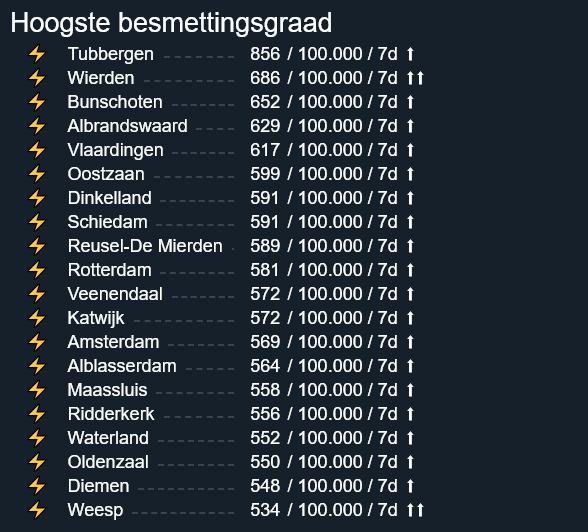 Hoogste besmettingsgraad
⚡ Tubbergen ------- 856 / 100.000 / 7d ⬆
⚡ Wierden --------- 686 / 100.000 / 7d ⬆⬆
⚡ Bunschoten ------ 652 / 100.000 / 7d ⬆
⚡ Albrandswaard ---- 629 / 100.000 / 7d ⬆
⚡ Vlaardingen ------ 617 / 100.000 / 7d ⬆
⚡ Oostzaan -------- 599 / 100.000 / 7d ⬆
⚡ Dinkelland ------- 591 / 100.000 / 7d ⬆
⚡ Schiedam -------- 591 / 100.000 / 7d ⬆
⚡ Reusel-De Mierden - 589 / 100.000 / 7d ⬆
⚡ Rotterdam ------- 581 / 100.000 / 7d ⬆
⚡ Veenendaal ------ 572 / 100.000 / 7d ⬆
⚡ Katwijk --------- 572 / 100.000 / 7d ⬆
⚡ Amsterdam ------ 569 / 100.000 / 7d ⬆
⚡ Alblasserdam ----- 564 / 100.000 / 7d ⬆
⚡ Maassluis -------- 558 / 100.000 / 7d ⬆
⚡ Ridderkerk ------- 556 / 100.000 / 7d ⬆
⚡ Waterland ------- 552 / 100.000 / 7d ⬆
⚡ Oldenzaal ------- 550 / 100.000 / 7d ⬆
⚡ Diemen --------- 548 / 100.000 / 7d ⬆
⚡ Weesp ---------- 534 / 100.000 / 7d ⬆⬆